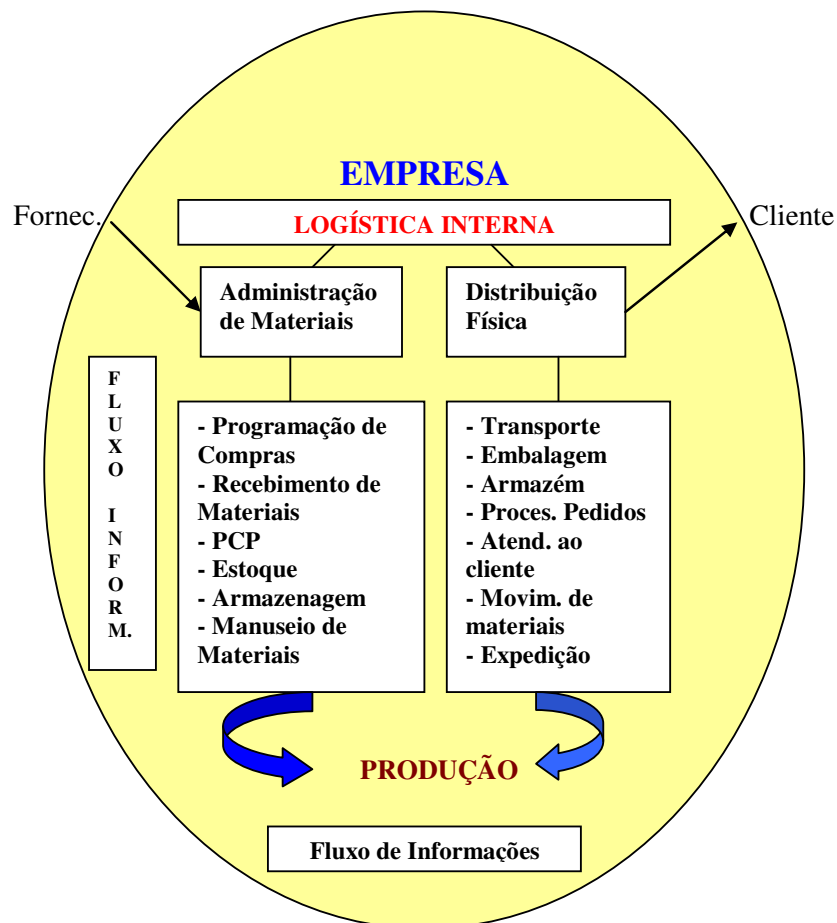 EMPRESA
Fornec.
Cliente
LOGÍSTICA INTERNA
Administração
de Materiais
Distribuição
Física
F
L
U
X
O
I
N
F
O
R
M.
- Programação de
Compras
- Recebimento de
Materiais
- PCP
- Estoque
- Armazenagem
- Manuseio de
Materiais
- Transporte
- Embalagem
- Armazém
- Proces. Pedidos
- Atend. ao
cliente
- Movim. de
materiais
- Expedição
PRODUÇÃO
Fluxo de Informações